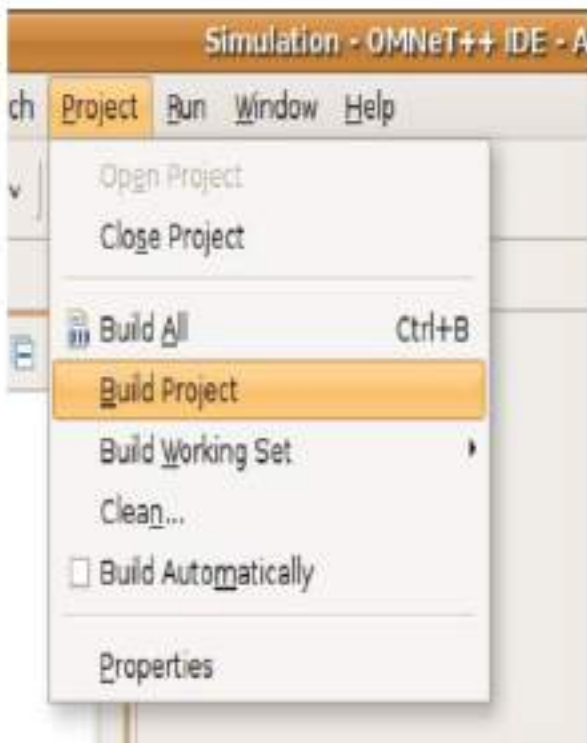 Simulation - OMNeT++ IDE - A
ch Project Run Window Help
Open Project
Close Project
Build All Ctrl+B
Build Project
Build Working Set
Clean...
Build Automatically
Properties